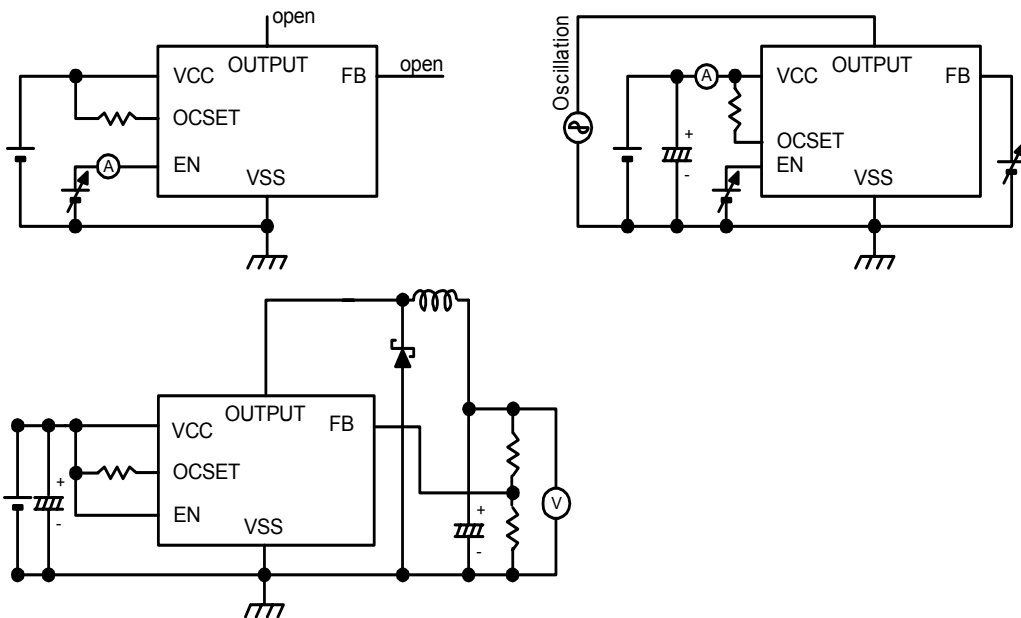 open
VCC OUTPUT FB open
OCSET
A EN
VSS
Oscillation
A VCC OUTPUT FB
+
OCSET
EN
-
VSS
OUTPUT FB
VCC
OCSET
+
EN
-
VSS
+
-
V